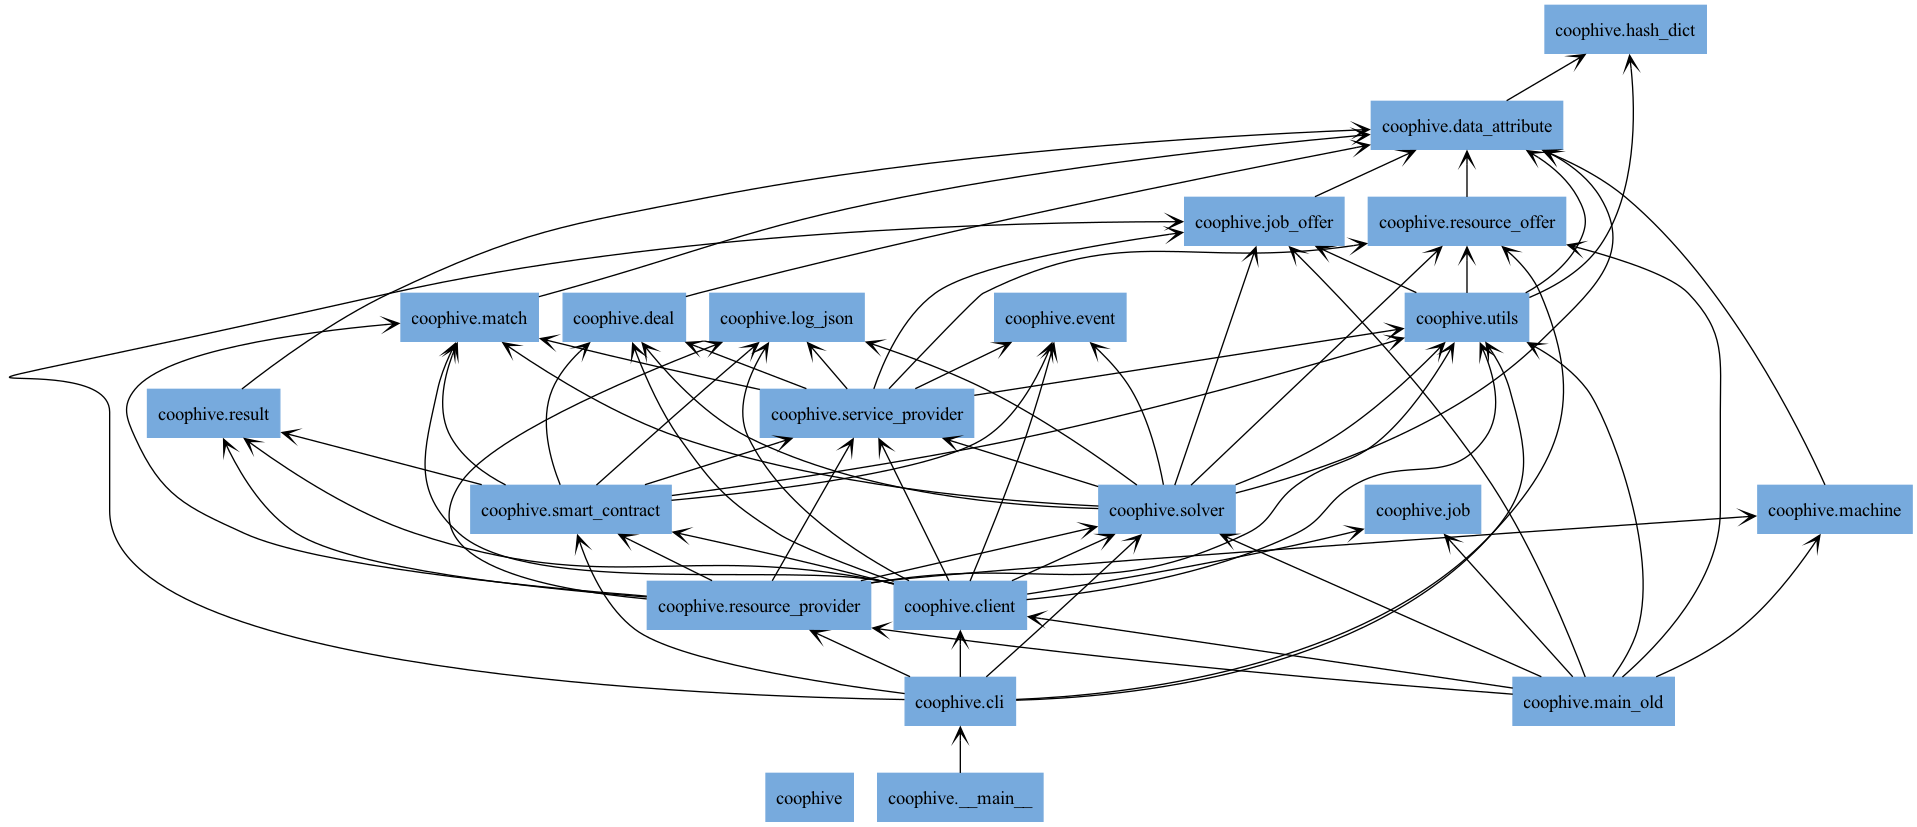 coophive.hash_dict
coophive.data_attribute
coophive.job_offer
coophive.resource_offer
coophive.match
coophive.deal
coophive.log_json
coophive.event
coophive.utils
coophive.result
coophive.service_provider
coophive.smart_contract
coophive.solver
coophive.job
coophive.machine
coophive.resource_provider
coophive.client
coophive.cli
coophive.main_old
coophive
coophive.__main__